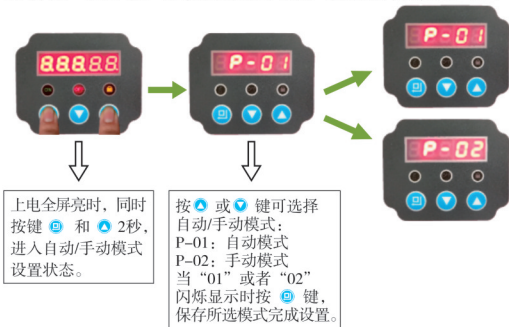 8.8.8.8.8.
P-01
P-01
P-02
上电全屏亮时，同时
按键 和 2秒，
进入自动/手动模式
设置状态。
按 或 键可选择
自动/手动模式：
P-01：自动模式
P-02：手动模式
当“01”或者“02”
闪烁显示时按 键，
保存所选模式完成设置。